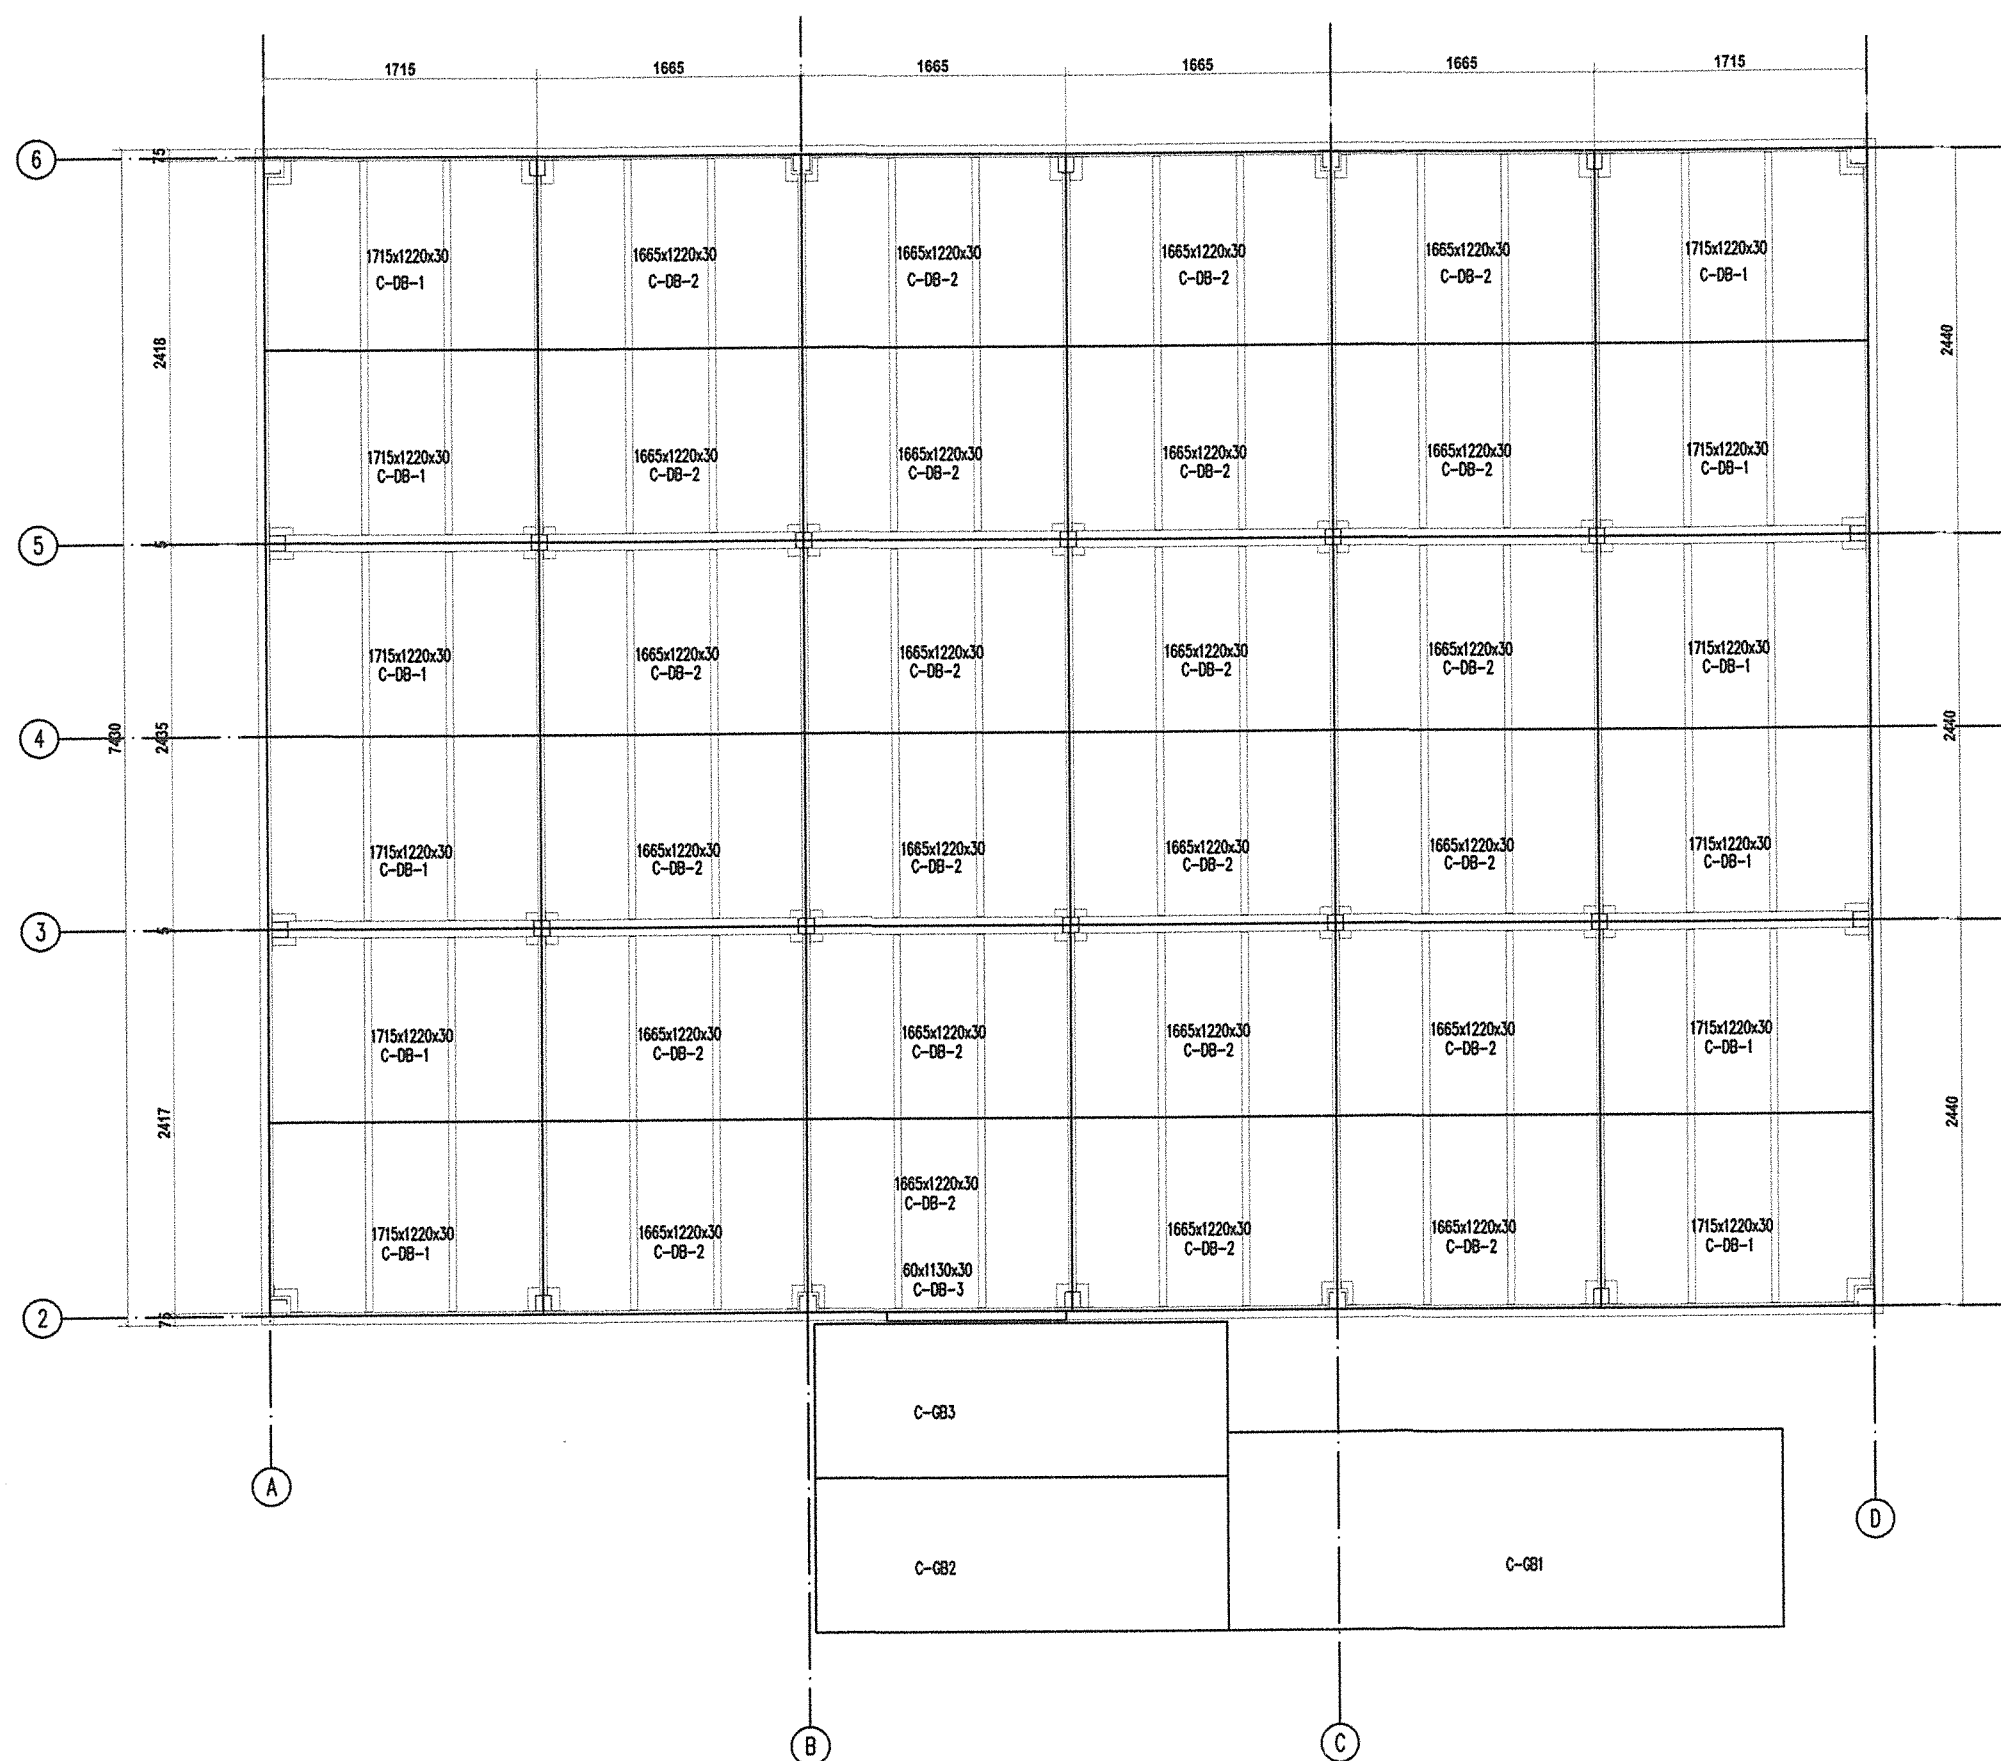 1715 1665 1665 1665 1665 1715
6
75
1715x1220x30 1665x1220x30 1665x1220x30 1665x1220x30 1665x1220x30 1715x1220x30
C-DB-1 C-DB-2 C-DB-2 C-DB-2 C-DB-2 C-DB-1
2418 2440
1715x1220x30 1665x1220x30 1665x1220x30 1665x1220x30 1665x1220x30 1715x1220x30
C-DB-1 C-DB-2 C-DB-2 C-DB-2 C-DB-2 C-DB-1
5 5
1715x1220x30 1665x1220x30 1665x1220x30 1665x1220x30 1665x1220x30 1715x1220x30
C-DB-1 C-DB-2 C-DB-2 C-DB-2 C-DB-2 C-DB-1
4 7430 2435 2440
1715x1220x30 1665x1220x30 1665x1220x30 1665x1220x30 1665x1220x30 1715x1220x30
C-DB-1 C-DB-2 C-DB-2 C-DB-2 C-DB-2 C-DB-1
3 5
1715x1220x30 1665x1220x30 1665x1220x30 1665x1220x30 1665x1220x30 1715x1220x30
C-DB-1 C-DB-2 C-DB-2 C-DB-2 C-DB-2 C-DB-1
2417 2440
1665x1220x30
C-DB-2
1715x1220x30 1665x1220x30 1665x1220x30 1665x1220x30 1715x1220x30
C-DB-1 C-DB-2 C-DB-2 C-DB-2 C-DB-1
60x1130x30
C-DB-3
2 75
C-GB3
A
D
C-GB2 C-GB1
B C